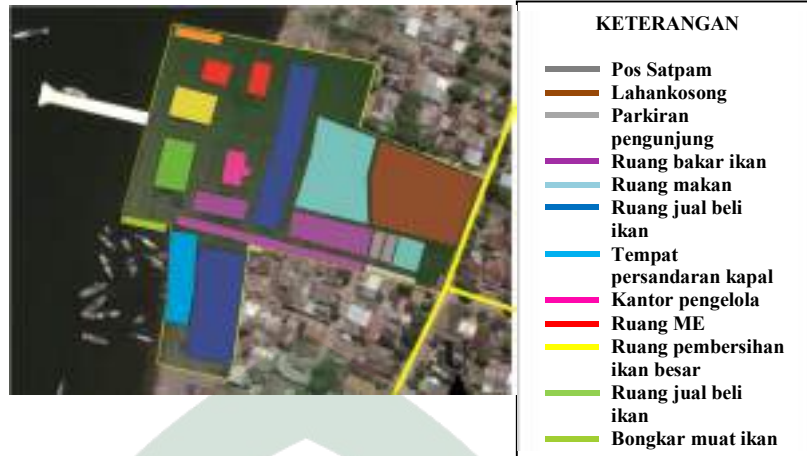 KETERANGAN
Pos Satpam
Lahankosong
Parkiran
pengunjung
Ruang bakar ikan
Ruang makan
Ruang jual beli
ikan
Tempat
persandaran kapal
Kantor pengelola
Ruang ME
Ruang pembersihan
ikan besar
Ruang jual beli
ikan
Bongkar muat ikan